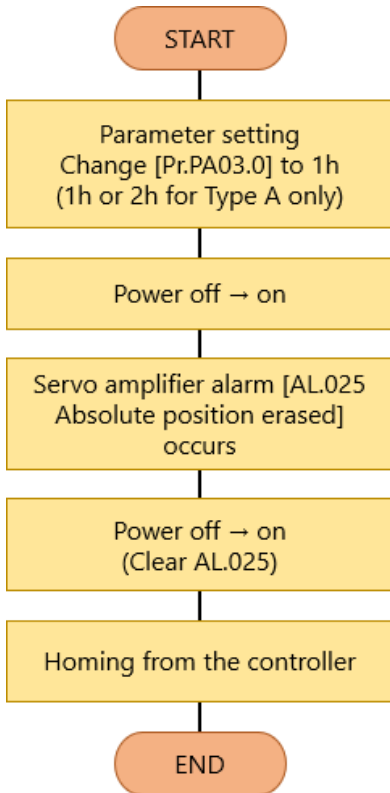 START
Parameter setting
Change [Pr.PA03.0] to 1h
(1h or 2h for Type A only)
Power off → on
Servo amplifier alarm [AL.025
Absolute position erased]
occurs
Power off → on
(Clear AL.025)
Homing from the controller
END